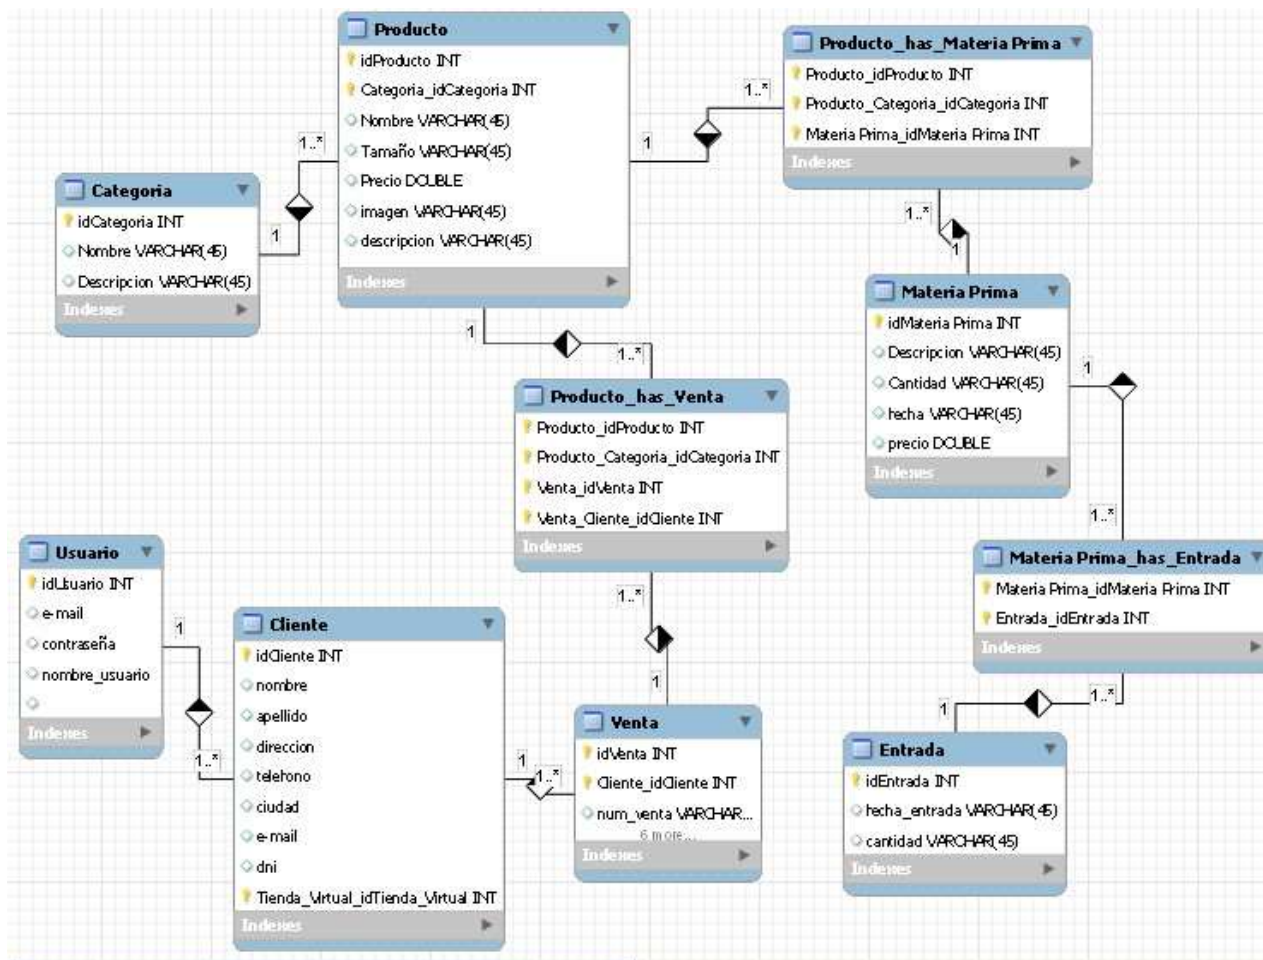 Producto
idProducto INT
Categoria_idCategoria INT
Nombre VARCHAR(45)
Tamaño VARCHAR(45)
Precio DOUBLE
imagen VARCHAR(45)
descripcion VARCHAR(45)
Indexes
Producto_has_Materia Prima
Producto_idProducto INT
Producto_Categoria_idCategoria INT
Materia Prima_idMateria Prima INT
Indexes
1..*
1
1..*
1
Categoria
idCategoria INT
Nombre VARCHAR(45)
Descripcion VARCHAR(45)
Indexes
1..*
1
Materia Prima
idMateria Prima INT
Descripcion VARCHAR(45)
Cantidad VARCHAR(45)
fecha VARCHAR(45)
precio DOUBLE
Indexes
1
1..*
1
1..*
Producto_has_Venta
Producto_idProducto INT
Producto_Categoria_idCategoria INT
Venta_idVenta INT
Venta_Cliente_idCliente INT
Indexes
Materia Prima_has_Entrada
Materia Prima_idMateria Prima INT
Entrada_idEntrada INT
Indexes
Usuario
idUsuario INT
e-mail
contraseña
nombre_usuario
Indexes
1
1..*
Cliente
idCliente INT
nombre
apellido
direccion
telefono
ciudad
e-mail
dni
Tienda_Virtual_idTienda_Virtual INT
Indexes
1..*
1
1
1..*
Venta
idVenta INT
Cliente_idCliente INT
num_venta VARCHAR...
6 more...
Indexes
1
1..*
Entrada
idEntrada INT
fecha_entrada VARCHAR(45)
cantidad VARCHAR(45)
Indexes